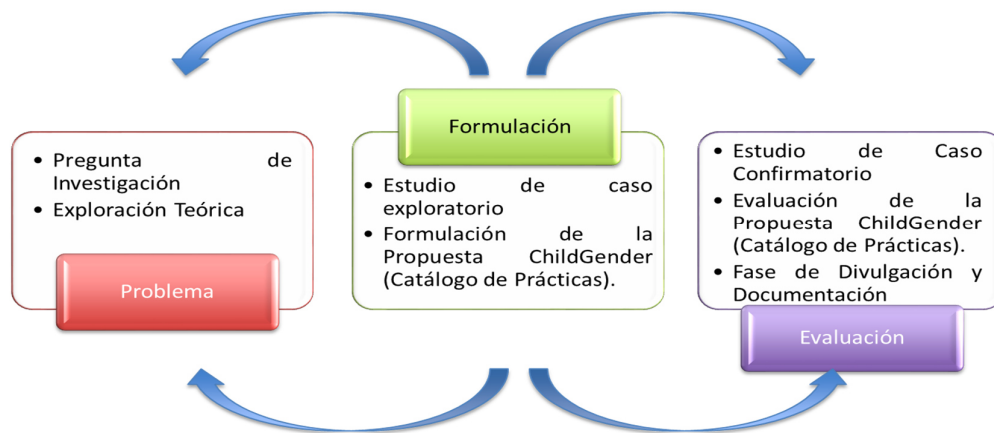 • Pregunta de
Investigación
• Exploración Teórica
Problema
Formulación
• Estudio de caso
exploratorio
• Formulación de la
Propuesta ChildGender
(Catálogo de Prácticas).
• Estudio de Caso
Confirmatorio
• Evaluación de la
Propuesta ChildGender
(Catálogo de Prácticas).
• Fase de Divulgación y
Documentación
Evaluación